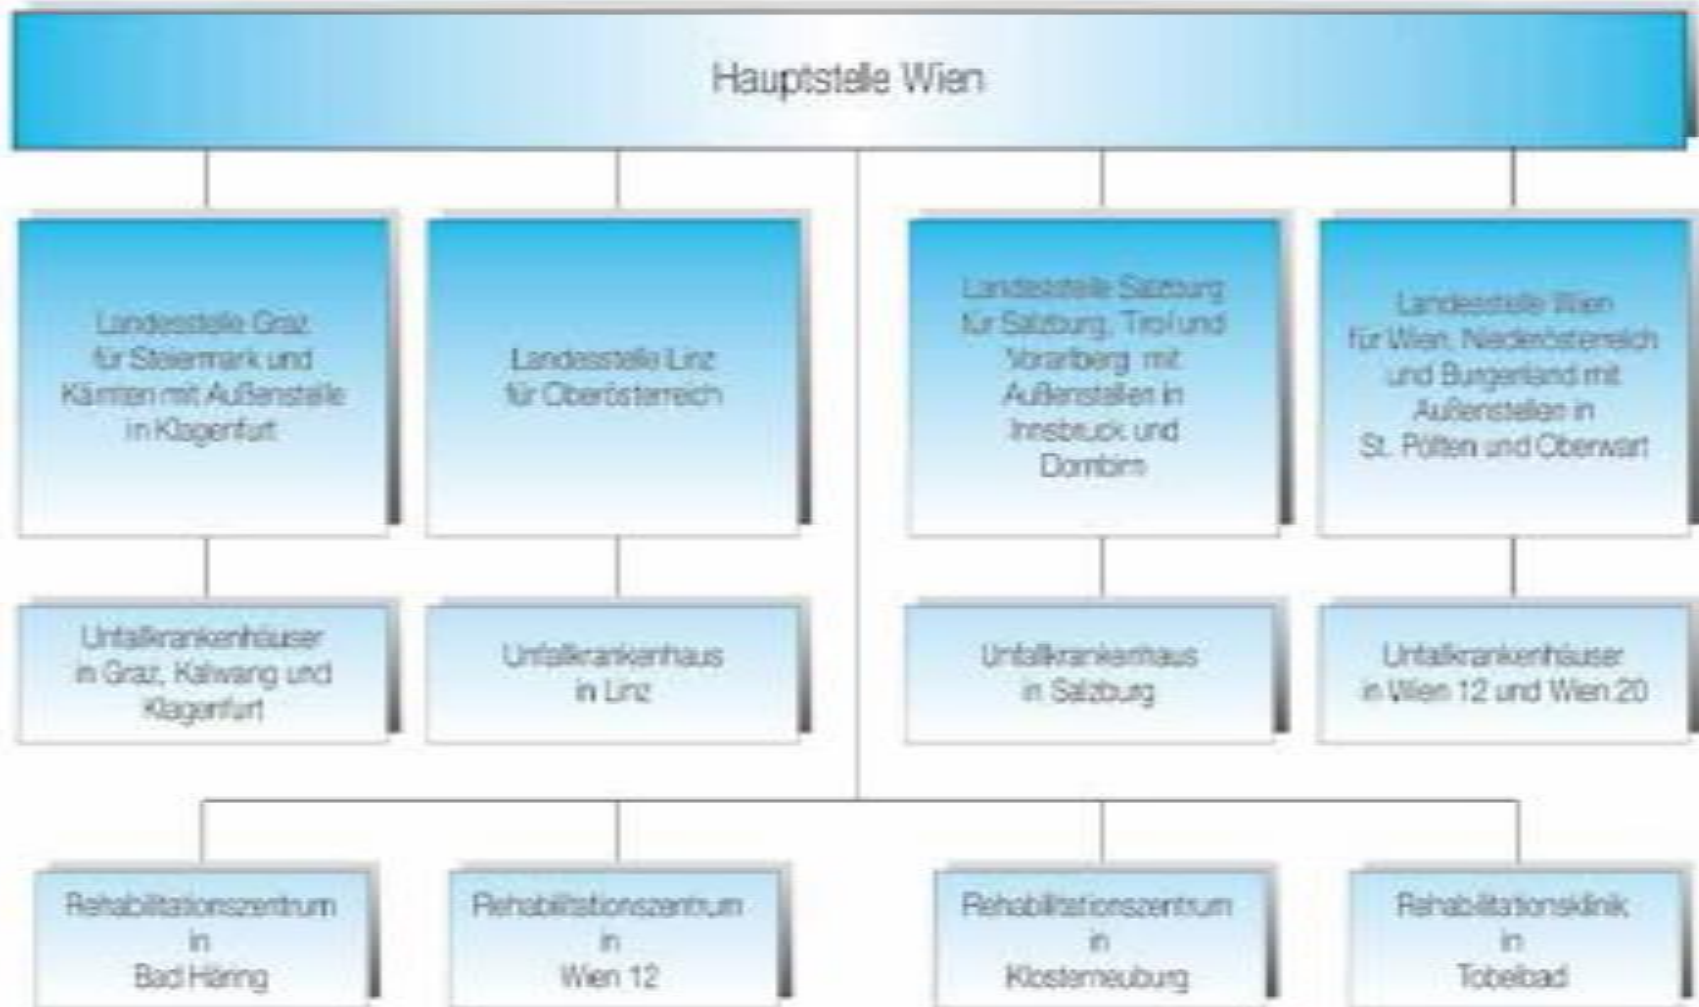 Hauptstelle Wien
Landesstelle Graz
für Steiermark und
Kärnten mit Außenstelle
in Klagenfurt
Landesstelle Linz
für Oberösterreich
Landesstelle Salzburg
für Salzburg, Tirol und
Vorarlberg mit
Außenstellen in
Innsbruck und
Dornbirn
Landesstelle Wien
für Wien, Niederösterreich
und Burgenland mit
Außenstellen in
St. Pölten und Oberwart
Unfallkrankenhäuser
in Graz, Kalwang und
Klagenfurt
Unfallkrankenhaus
in Linz
Unfallkrankenhaus
in Salzburg
Unfallkrankenhäuser
in Wien 12 und Wien 20
Rehabilitationszentrum
in
Bad Häring
Rehabilitationszentrum
in
Wien 12
Rehabilitationszentrum
in
Klosterneuburg
Rehabilitationsklinik
in
Tobelbad